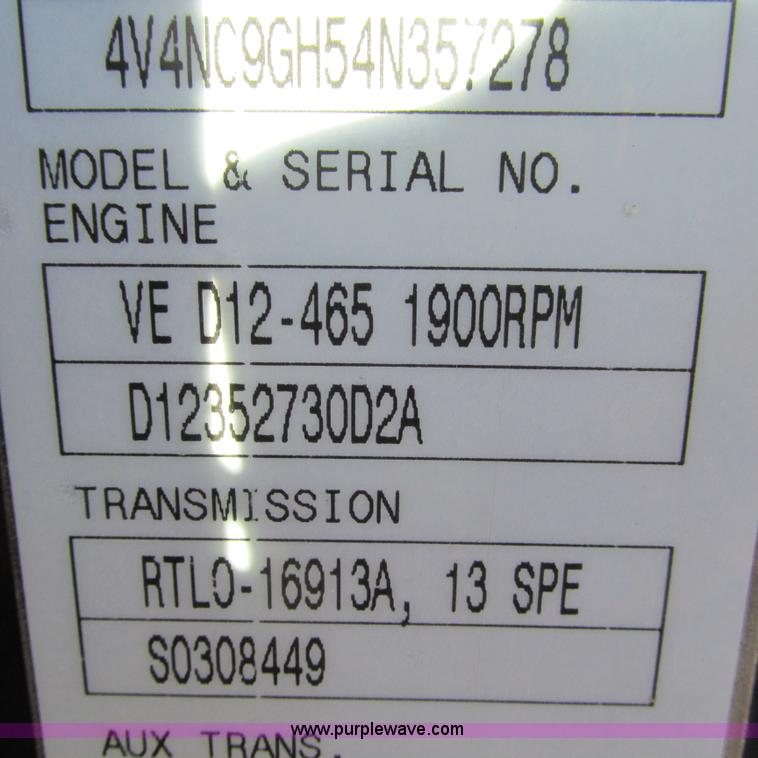 4V4NC9GH54N357278
MODEL & SERIAL NO.
ENGINE
VE D12-465 1900RPM
D12352730D2A
TRANSMISSION
RTLO-16913A, 13 SPE
S0308449
www.purplewave.com
AUX TRANS.